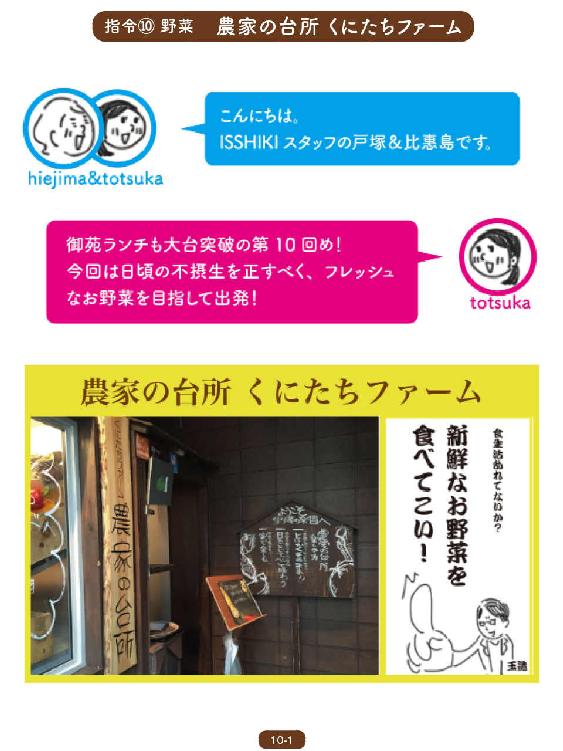 指令⑩ 野菜 農家の台所 くにたちファーム
こんにちは。
ISSHIKI スタッフの戸塚&比恵島です。
hiejima&totsuka
御苑ランチも大台突破の第 10 回め!
今回は日頃の不摂生を正すべく、フレッシュ
なお野菜を目指して出発!
totsuka
農家の台所 くにたちファーム
農家の台所
食生活乱れてないか?
新鮮なお野菜を
食べてこい!
10-1